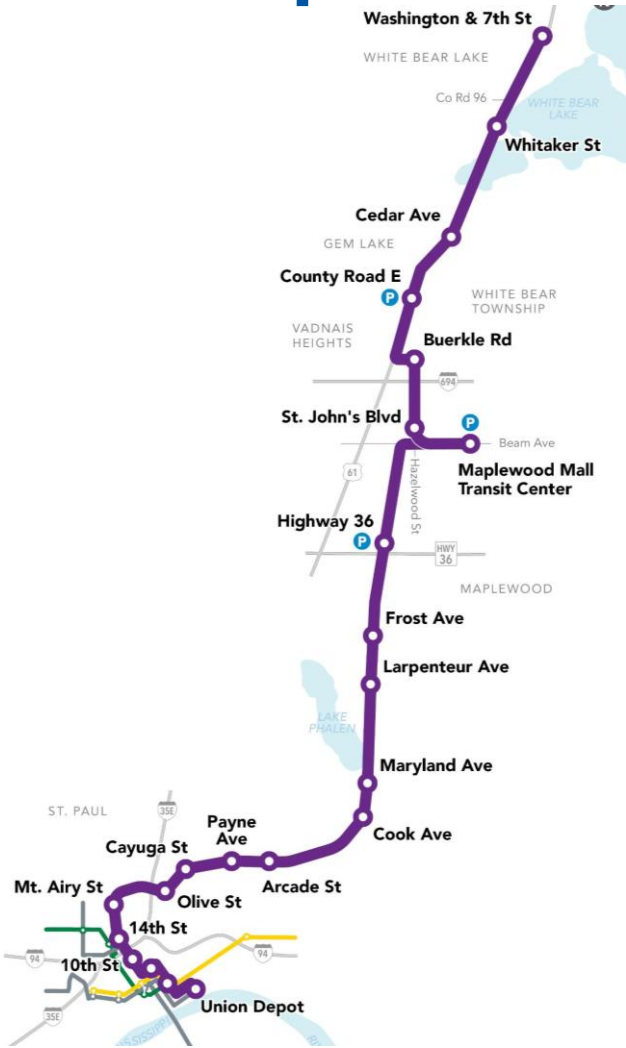 Washington & 7th St
WHITE BEAR LAKE
Co Rd 96
WHITE BEAR
LAKE
Whitaker St
Cedar Ave
GEM LAKE
County Road E
P
WHITE BEAR
TOWNSHIP
VADNAIS
HEIGHTS
Buerkle Rd
694
St. John's Blvd
P
Beam Ave
Maplewood Mall
Transit Center
61
Hazelwood St
Highway 36
P
HWY
36
MAPLEWOOD
Frost Ave
Larpenteur Ave
LAKE
PHALEN
Maryland Ave
Cook Ave
ST. PAUL
35E
Payne
Ave
Cayuga St
Arcade St
Mt. Airy St
Olive St
14th St
94
10th St
94
Union Depot
35E